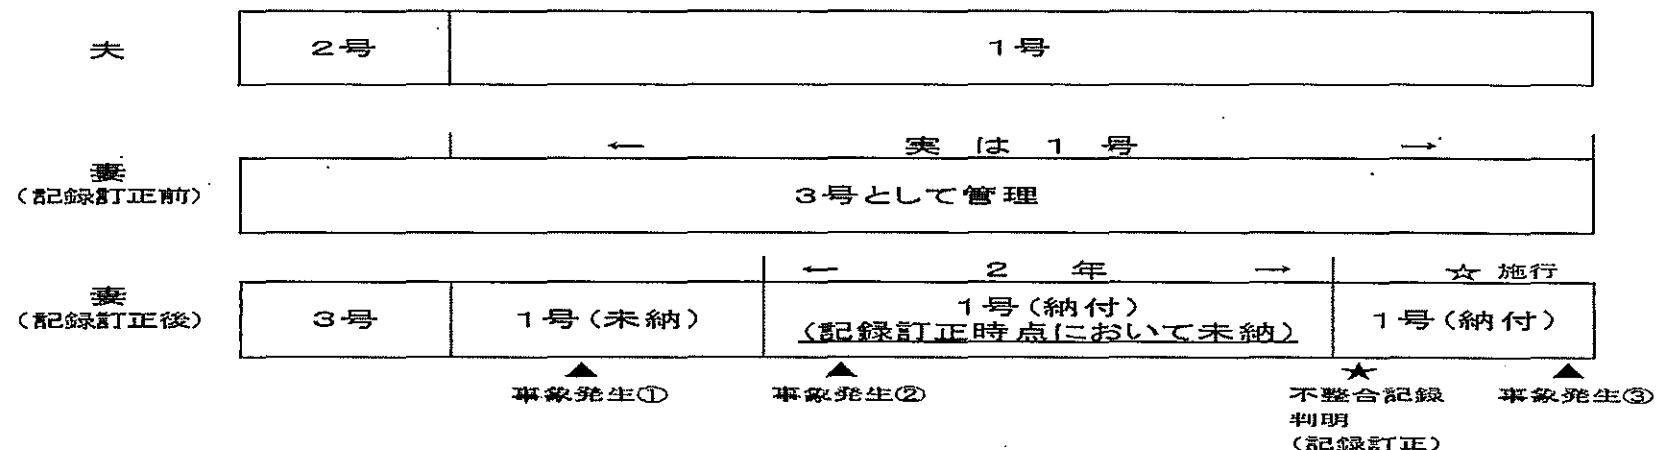 夫
2号
1号
← 実は1号 →
妻
(記録訂正前)
3号として管理
← 2年 →
☆ 施行
妻
(記録訂正後)
3号
1号(未納)
1号(納付)
(記録訂正時点において未納)
1号(納付)
▲
事象発生①
▲
事象発生②
★
不整合記録
判明
(記録訂正)
▲
事象発生③